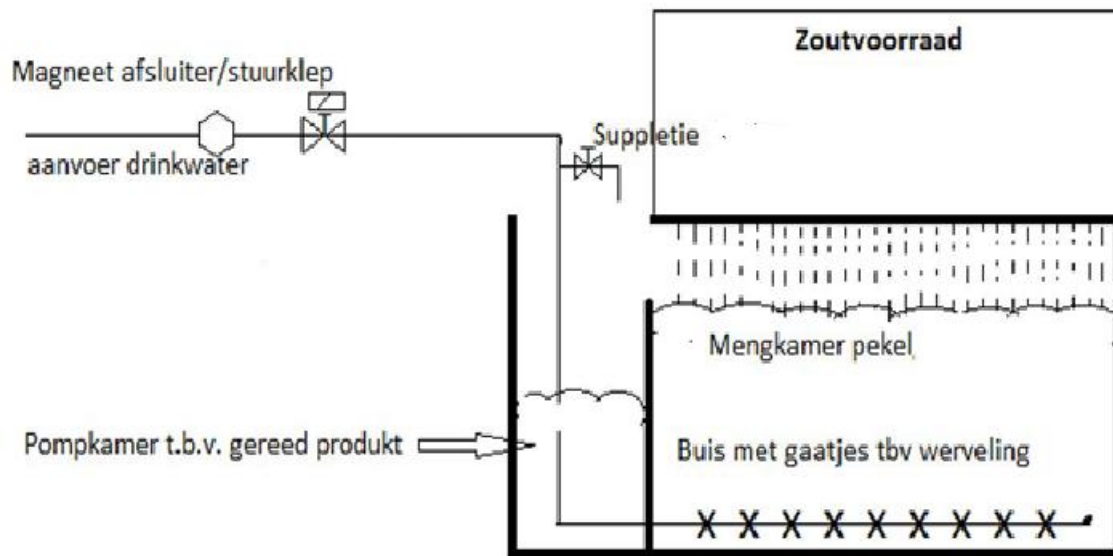 Zoutvoorraad
Magneet afsluiter/stuurklep
Suppletie
aanvoer drinkwater
Mengkamer pekel
Pompkamer t.b.v. gereed produkt
Buis met gaatjes tbv werveling
X X X X X X X X X